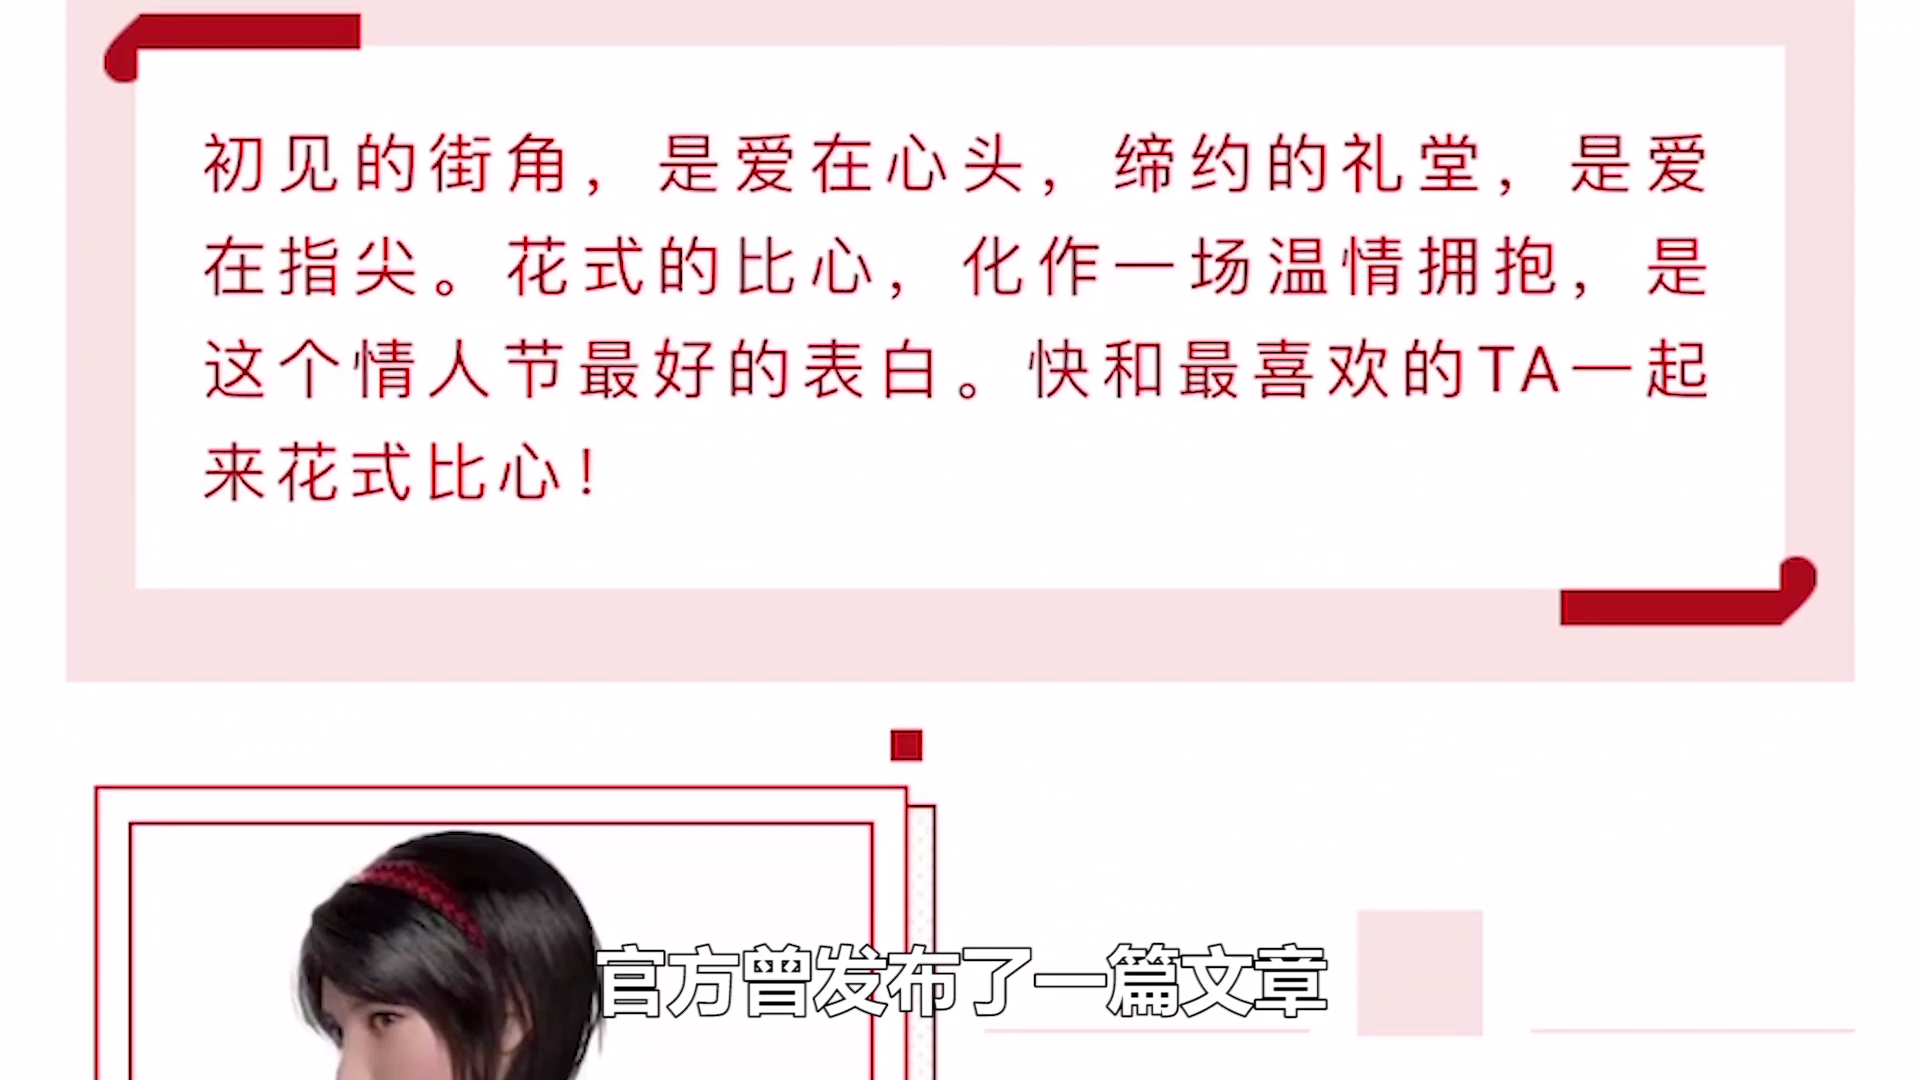 初见的街角，是爱在心头，缔约的礼堂，是爱
在指尖。花式的比心，化作一场温情拥抱，是
这个情人节最好的表白。快和最喜欢的TA一起
来花式比心！
官方曾发布了一篇文章